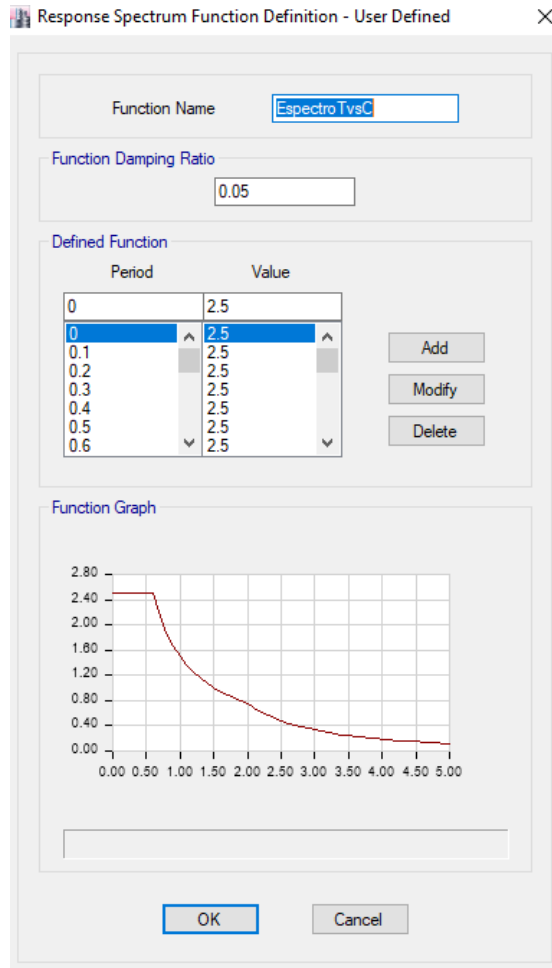 Response Spectrum Function Definition - User Defined
Function Name EspectroTvsC
Function Damping Ratio
0.05
Defined Function
Period Value
0 2.5
0 2.5
0.1 2.5
0.2 2.5
0.3 2.5
0.4 2.5
0.5 2.5
0.6 2.5
Add
Modify
Delete
Function Graph
2.80
2.40
2.00
1.60
1.20
0.80
0.40
0.00
0.00 0.50 1.00 1.50 2.00 2.50 3.00 3.50 4.00 4.50 5.00
OK Cancel